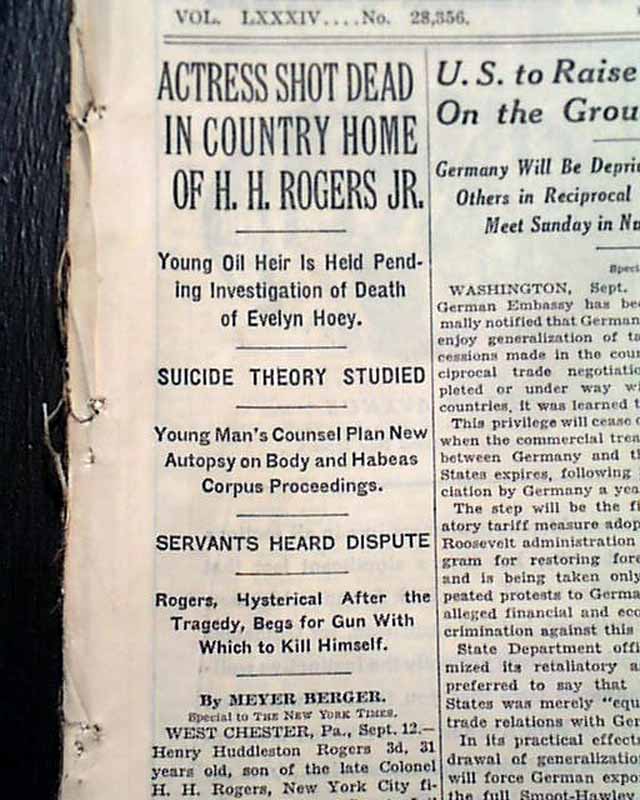 VOL. LXXXIV....No. 28,356.
ACTRESS SHOT DEAD
IN COUNTRY HOME
OF H. H. ROGERS JR.
Young Oil Heir Is Held Pend-
ing Investigation of Death
of Evelyn Hoey.
SUICIDE THEORY STUDIED
Young Man's Counsel Plan New
Autopsy on Body and Habeas
Corpus Proceedings.
SERVANTS HEARD DISPUTE
Rogers, Hysterical After the
Tragedy, Begs for Gun With
Which to Kill Himself.
By MEYER BERGER.
Special to THE NEW YORK TIMES.
WEST CHESTER, Pa., Sept. 12.—
Henry Huddleston Rogers 3d, 31
years old, son of the late Colonel
H. H. Rogers, New York City fi-
U. S. to Raise
On the Grou
Germany Will Be Depri
Others in Reciprocal
Meet Sunday in Nu
Speci
WASHINGTON, Sept.
German Embassy has bee
mally notified that German
enjoy generalization of ta
cessions made in the cour
ciprocal trade negotiatio
pleted or under way wi
countries, it was learned t
This privilege will cease o
when the commercial trea
between Germany and th
States expires, following
ciation by Germany a yea
The step will be the fi
atory tariff measure adop
Roosevelt administration
gram for restoring fore
and is being taken only
peated protests to Germa
alleged financial and eco
crimination against this
State Department offi
mized its retaliatory a
preferred to say that
States was merely "equ
trade relations with Ger
In its practical effect
drawal of generalizatio
will force German expo
the full Smoot-Hawley